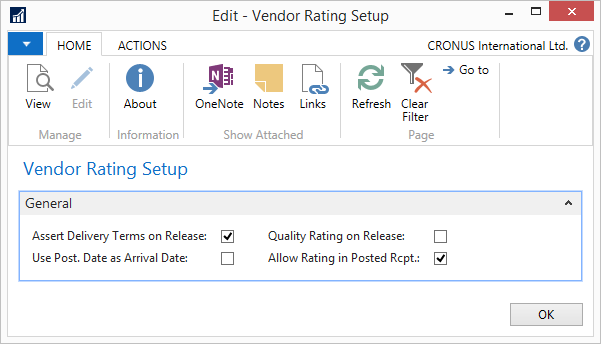 Edit - Vendor Rating Setup
HOME ACTIONS CRONUS International Ltd. ?
View Edit About OneNote Notes Links Refresh Clear Filter Go to
Manage Information Show Attached Page
Vendor Rating Setup
General
Assert Delivery Terms on Release: Quality Rating on Release:
Use Post. Date as Arrival Date: Allow Rating in Posted Rcpt.:
OK